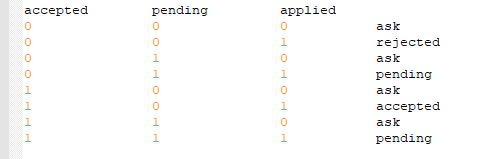 accepted pending applied
0 0 0 ask
0 0 1 rejected
0 1 0 ask
0 1 1 pending
1 0 0 ask
1 0 1 accepted
1 1 0 ask
1 1 1 pending